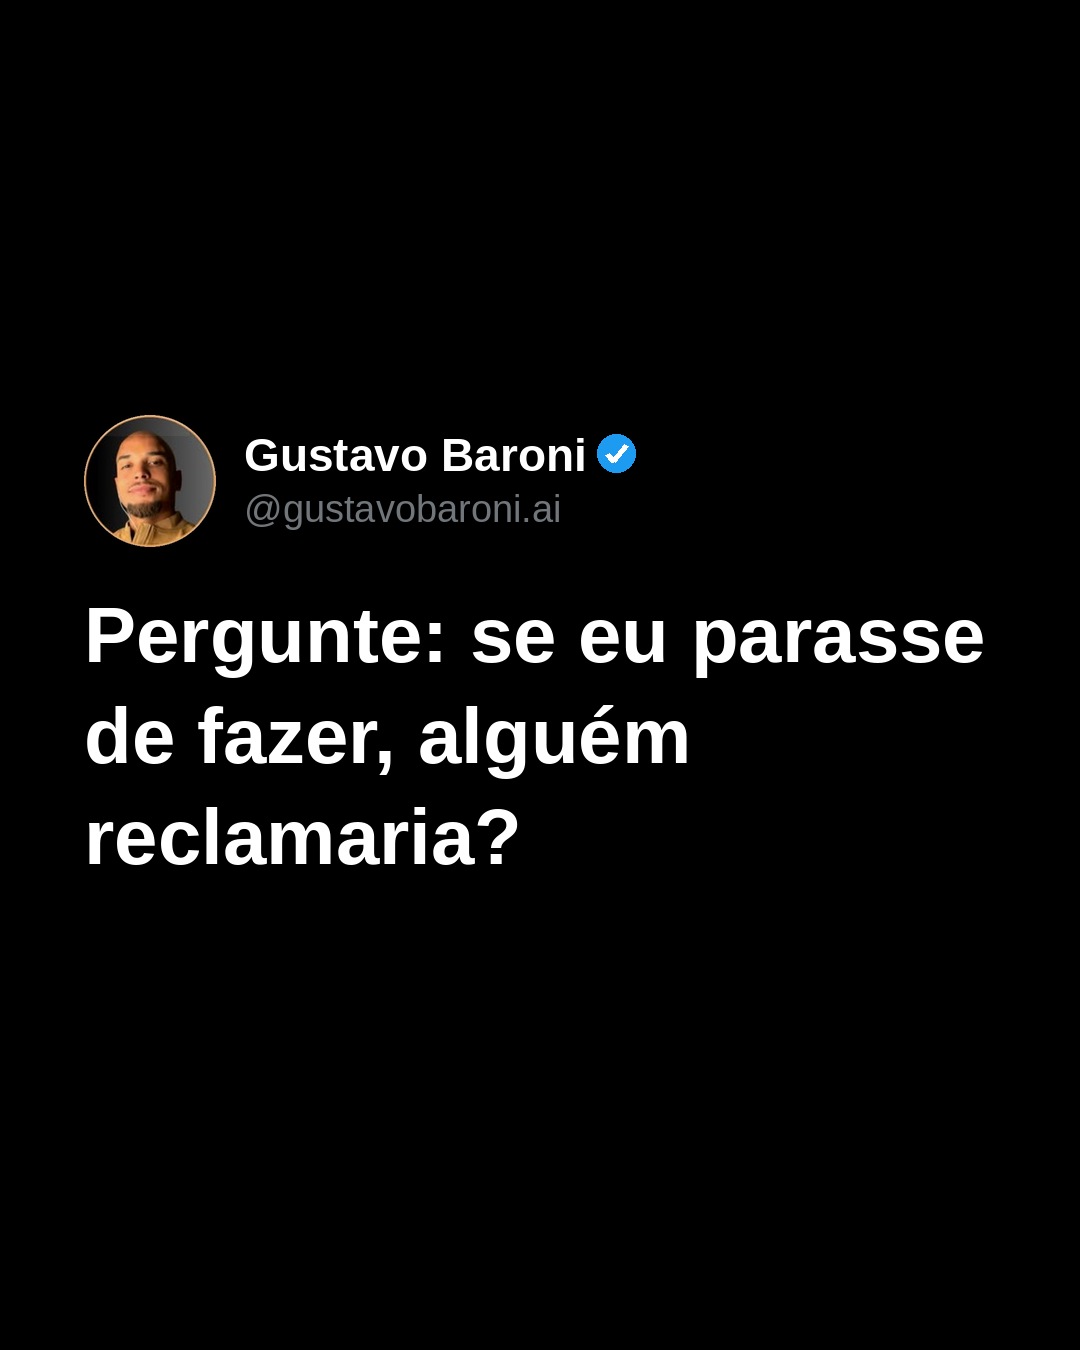 Gustavo Baroni
@gustavobaroni.ai
Pergunte: se eu parasse
de fazer, alguém
reclamaria?